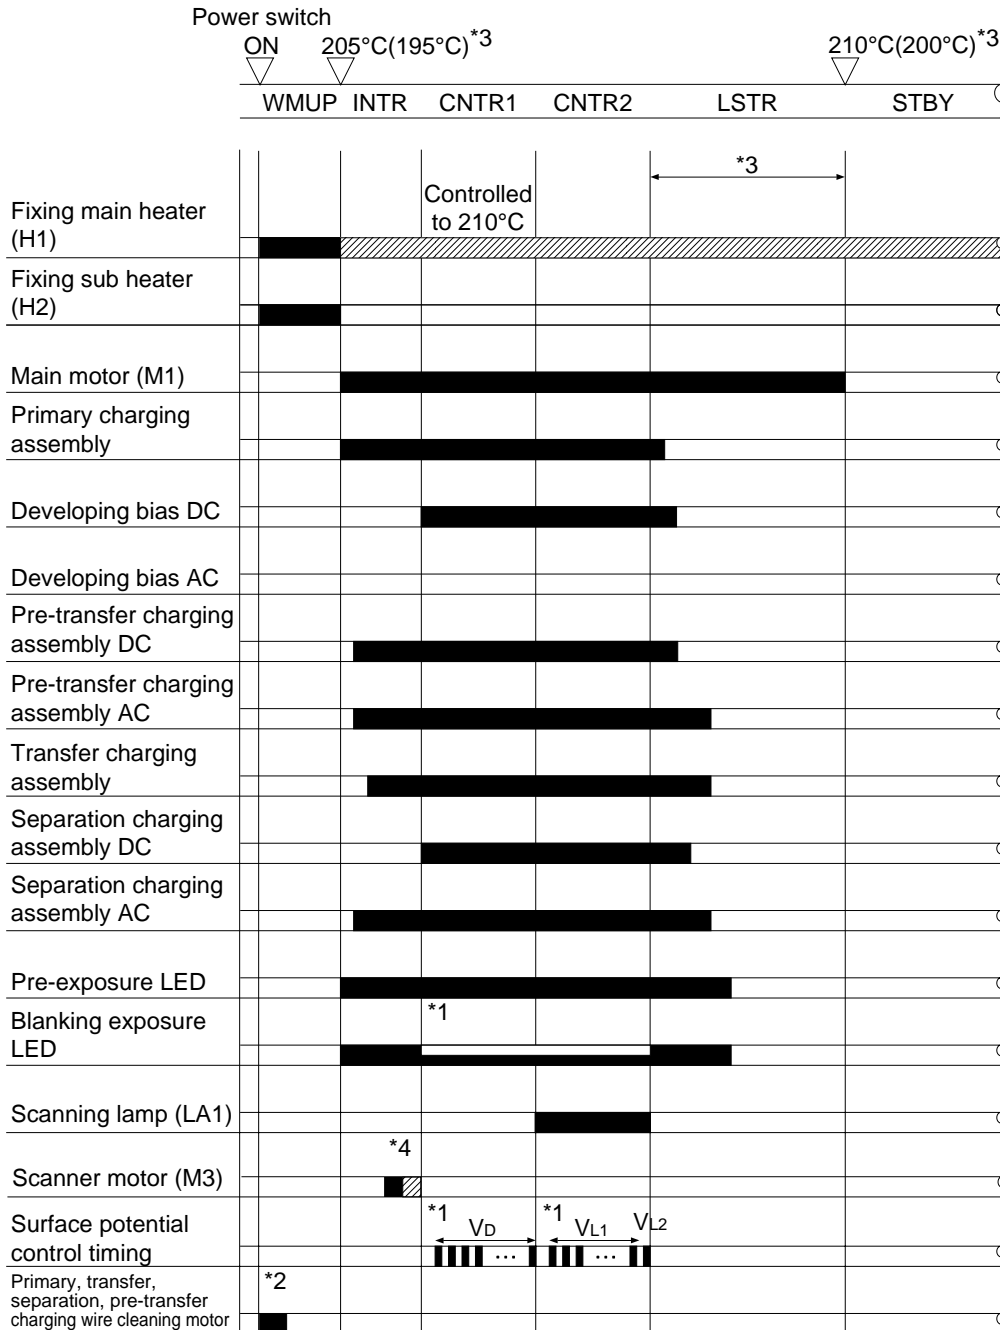 Power switch
ON 205°C(195°C)*3 210°C(200°C)*3
WMUP INTR CNTR1 CNTR2 LSTR STBY
*3
Controlled
to 210°C
Fixing main heater
(H1)
Fixing sub heater
(H2)
Main motor (M1)
Primary charging
assembly
Developing bias DC
Developing bias AC
Pre-transfer charging
assembly DC
Pre-transfer charging
assembly AC
Transfer charging
assembly
Separation charging
assembly DC
Separation charging
assembly AC
Pre-exposure LED
*1
Blanking exposure
LED
Scanning lamp (LA1)
*4
Scanner motor (M3)
*1 VD *1 VL1 VL2
Surface potential
control timing
... ...
*2
Primary, transfer,
separation, pre-transfer
charging wire cleaning motor